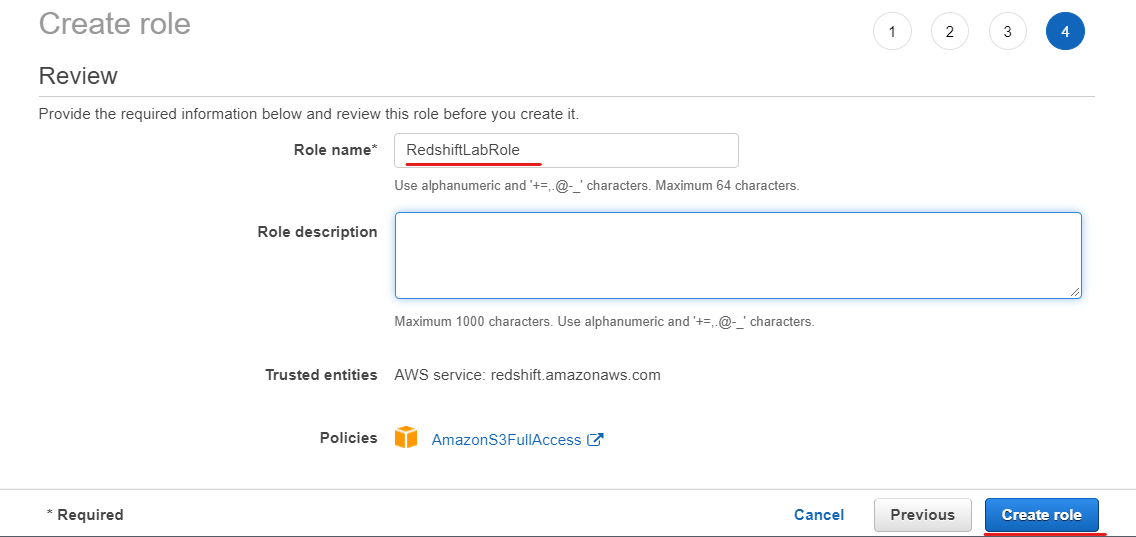 Create role
1 2 3 4
Review
Provide the required information below and review this role before you create it.
Role name* RedshiftLabRole
Use alphanumeric and '+=,.@-_' characters. Maximum 64 characters.
Role description
Maximum 1000 characters. Use alphanumeric and '+=,.@-_' characters.
Trusted entities AWS service: redshift.amazonaws.com
Policies AmazonS3FullAccess
* Required Cancel Previous Create role